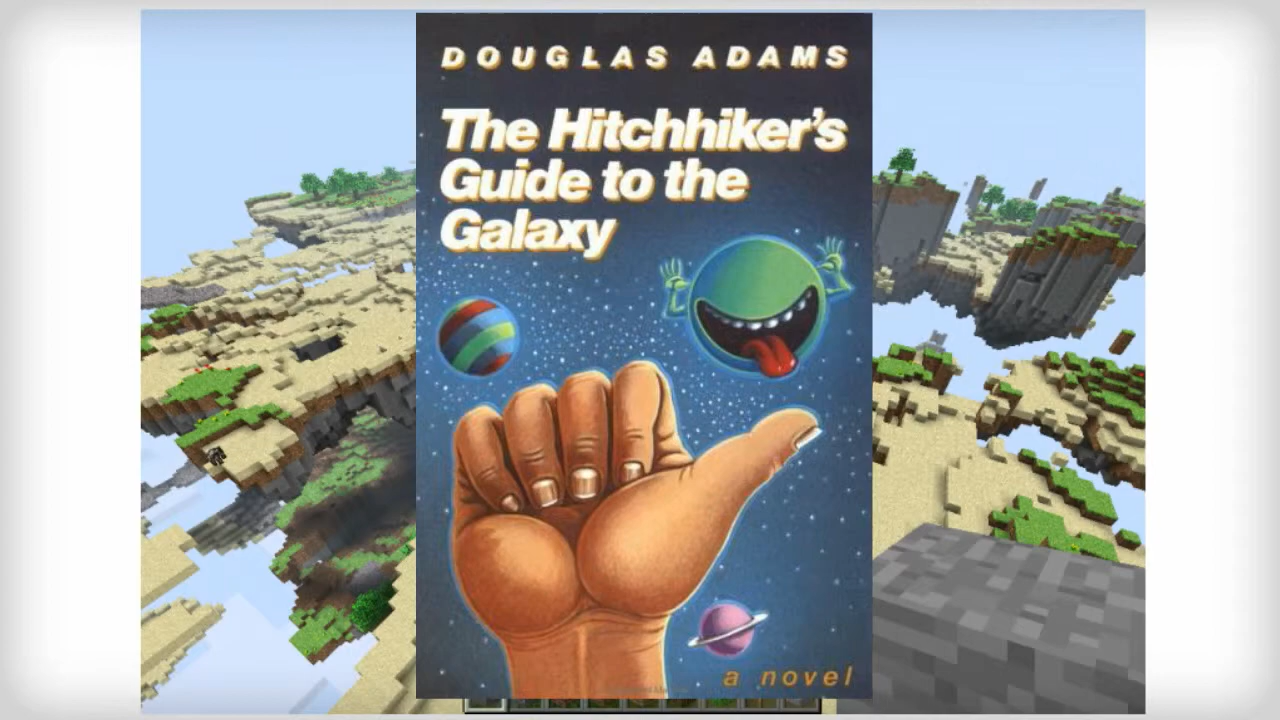 DOUGLAS ADAMS
The Hitchhiker's
Guide to the
Galaxy
a novel